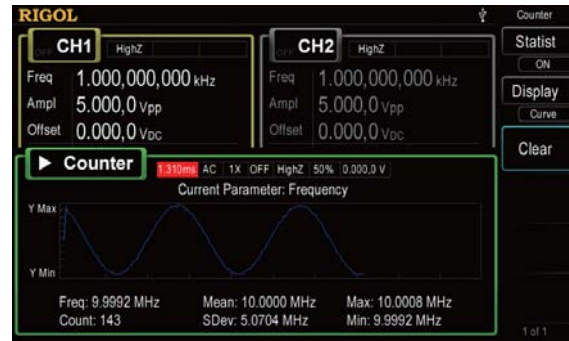 RIGOL
Counter
OFF CH1 HighZ
OFF CH2 HighZ
Statist
ON
Freq 1.000,000,000 kHz
Freq 1.000,000,000 kHz
Display
Curve
Ampl 5.000,0 Vpp
Ampl 5.000,0 Vpp
Offset 0.000,0 VDC
Offset 0.000,0 VDC
Clear
Counter 1.310ms AC 1X OFF HighZ 50% 0.000,0 V
Current Parameter: Frequency
Y Max
Y Min
Freq: 9.9992 MHz Mean: 10.0000 MHz Max: 10.0008 MHz
Count: 143 SDev: 5.0704 MHz Min: 9.9992 MHz
1 of 1